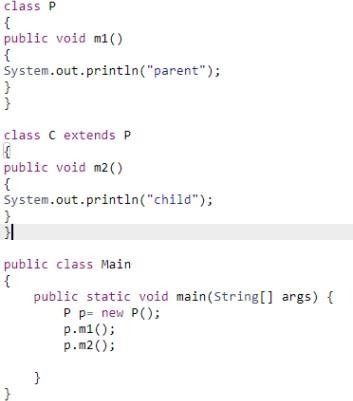 class P
{
public void m1()
{
System.out.println("parent");
}
}
class C extends P
{
public void m2()
{
System.out.println("child");
}
}
public class Main
{
public static void main(String[] args) {
P p= new P();
p.m1();
p.m2();
}
}